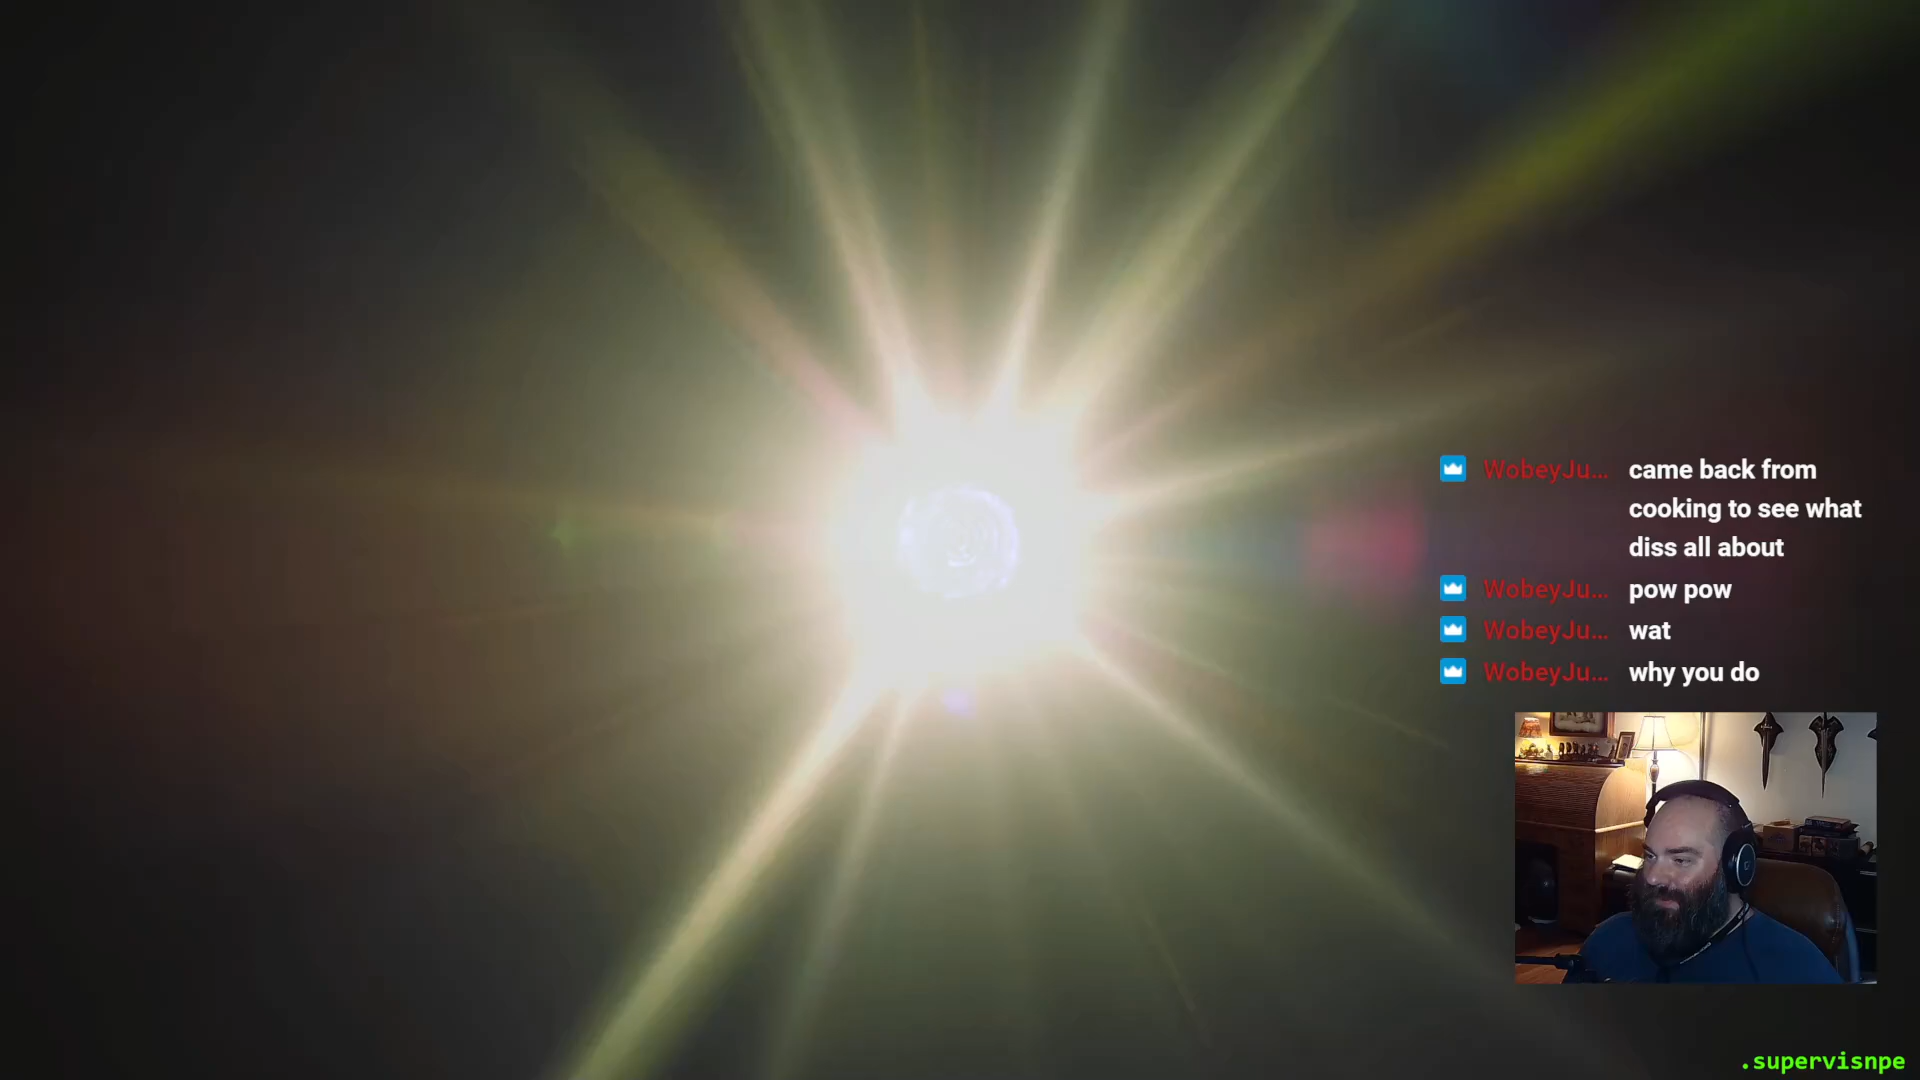 WobeyJu... came back from
cooking to see what
diss all about
WobeyJu... pow pow
WobeyJu... wat
WobeyJu... why you do
.supervisnpe